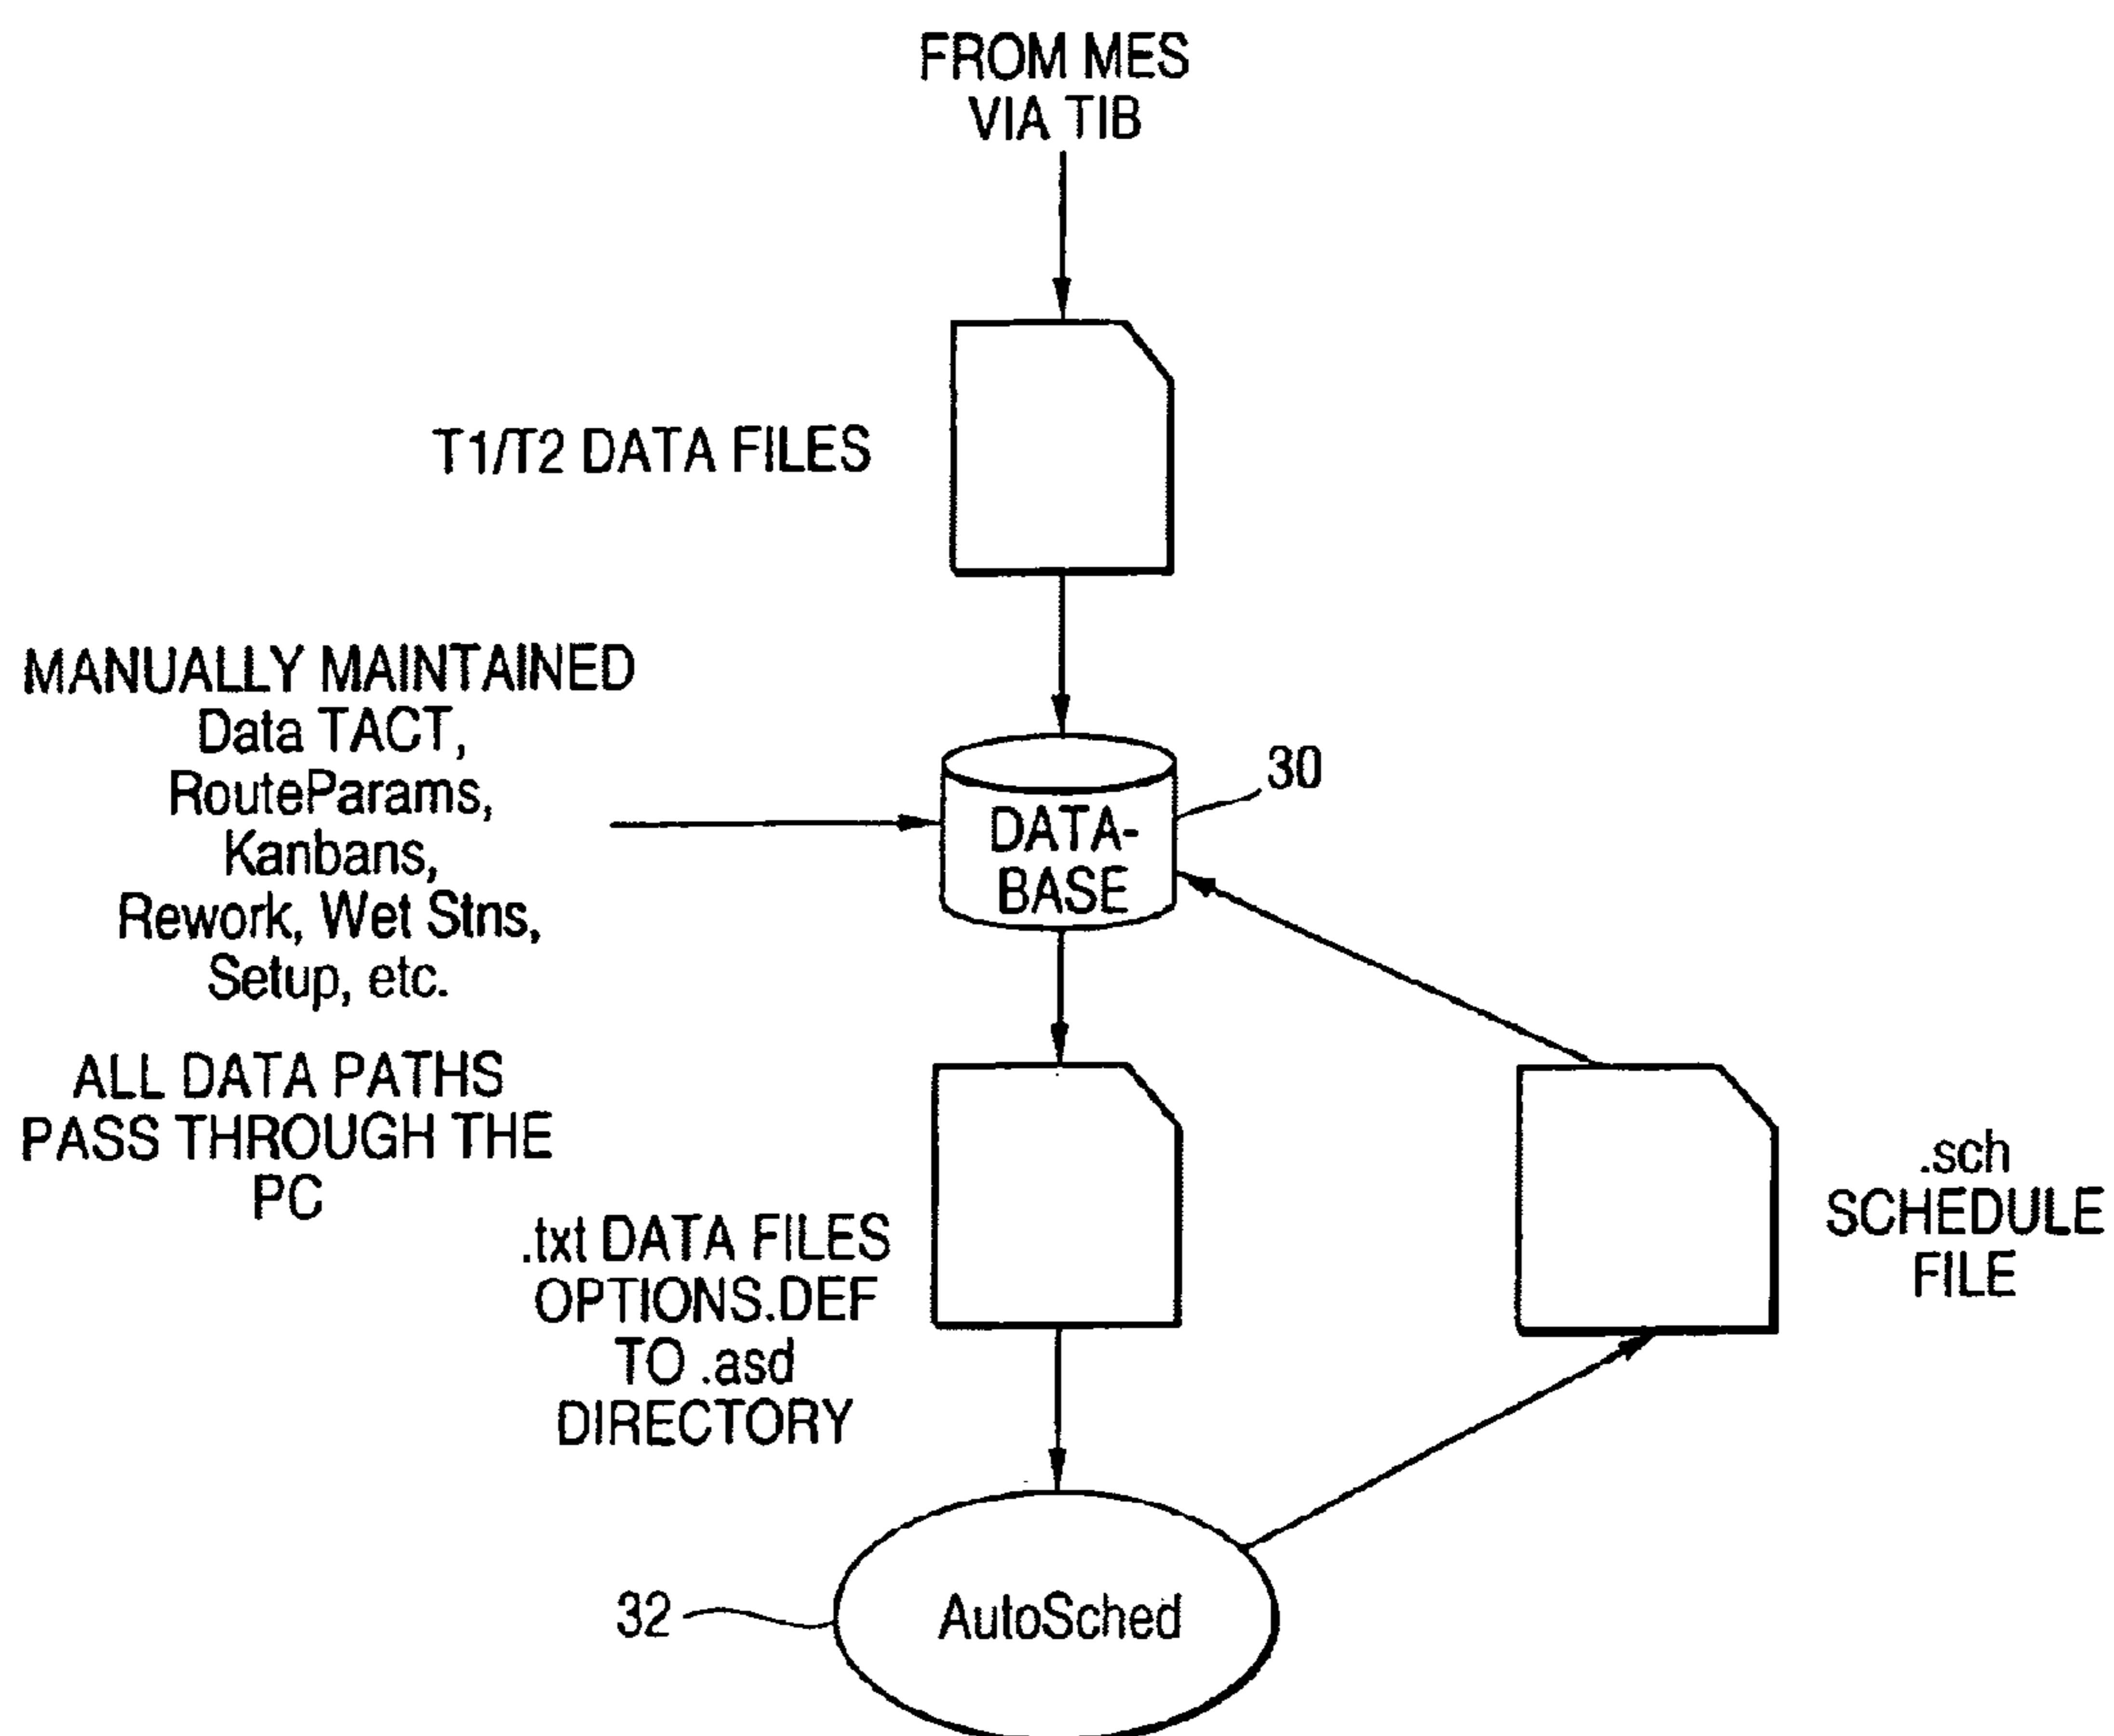 FROM MES
VIA TIB
T1/T2 DATA FILES
MANUALLY MAINTAINED
Data TACT,
RouteParams,
Kanbans,
Rework, Wet Stns,
Setup, etc.
30
DATA-
BASE
ALL DATA PATHS
PASS THROUGH THE
PC
.txt DATA FILES
OPTIONS.DEF
TO .asd
DIRECTORY
.sch
SCHEDULE
FILE
32
AutoSched